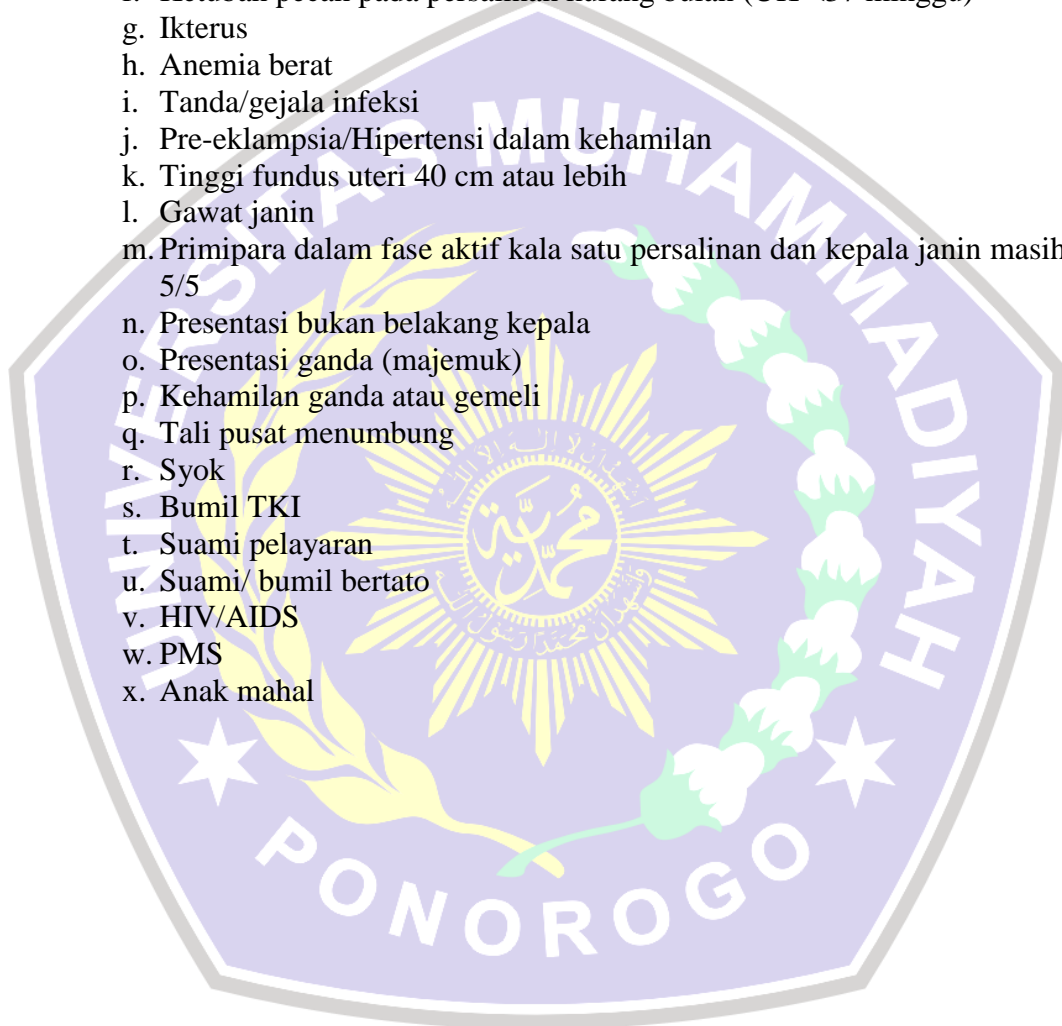 g. Ikterus
h. Anemia berat
i. Tanda/gejala infeksi
j. Pre-eklampsia/Hipertensi dalam kehamilan
k. Tinggi fundus uteri 40 cm atau lebih
l. Gawat janin
m. Primipara dalam fase aktif kala satu persalinan dan kepala janin masih
5/5
n. Presentasi bukan belakang kepala
o. Presentasi ganda (majemuk)
p. Kehamilan ganda atau gemeli
q. Tali pusat menumbung
r. Syok
s. Bumil TKI
t. Suami pelayaran
u. Suami/ bumil bertato
v. HIV/AIDS
w. PMS
x. Anak mahal
UNIVERSITAS MUHAMMADIYAH
PONOROGO